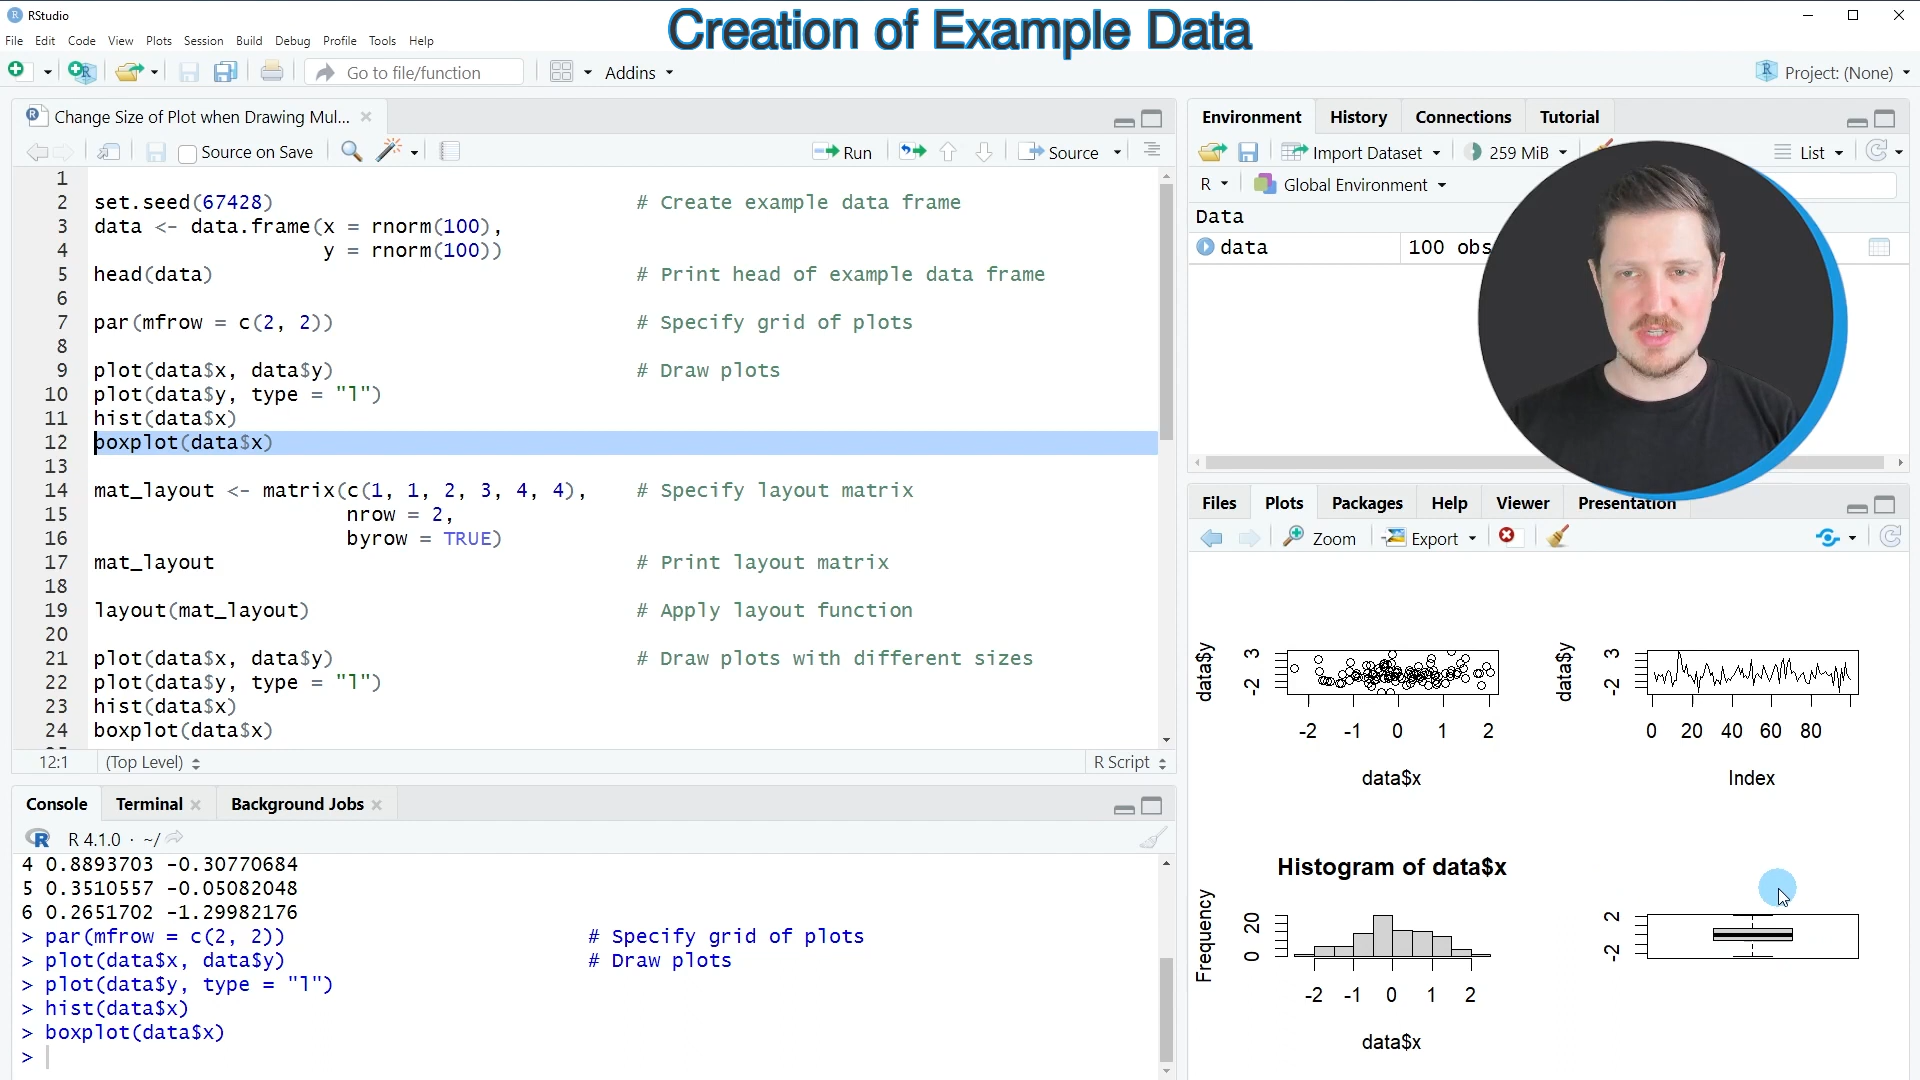 RStudio
Creation of Example Data
File Edit Code View Plots Session Build Debug Profile Tools Help
Go to file/function
Addins
Project: (None)
Change Size of Plot when Drawing Mul...
Source on Save
Run
Source
1
2 set.seed(67428) # Create example data frame
3 data <- data.frame(x = rnorm(100),
4 y = rnorm(100))
5 head(data) # Print head of example data frame
6
7 par(mfrow = c(2, 2)) # Specify grid of plots
8
9 plot(data$x, data$y) # Draw plots
10 plot(data$y, type = "l")
11 hist(data$x)
12 boxplot(data$x)
13
14 mat_layout <- matrix(c(1, 1, 2, 3, 4, 4), # Specify layout matrix
15 nrow = 2,
16 byrow = TRUE)
17 mat_layout # Print layout matrix
18
19 layout(mat_layout) # Apply layout function
20
21 plot(data$x, data$y) # Draw plots with different sizes
22 plot(data$y, type = "l")
23 hist(data$x)
24 boxplot(data$x)
12:1 (Top Level) R Script
Console Terminal Background Jobs
R 4.1.0 · ~/
4 0.8893703 -0.30770684
5 0.3510557 -0.05082048
6 0.2651702 -1.29982176
> par(mfrow = c(2, 2)) # Specify grid of plots
> plot(data$x, data$y) # Draw plots
> plot(data$y, type = "l")
> hist(data$x)
> boxplot(data$x)
>
Environment History Connections Tutorial
Import Dataset 259 MiB List
R Global Environment
Data
data 100 obs
Files Plots Packages Help Viewer Presentation
Zoom Export
data$y
3
-2
-2 -1 0 1 2
data$x
data$y
3
-2
0 20 40 60 80
Index
Histogram of data$x
Frequency
20
0
-2 -1 0 1 2
data$x
2
-2